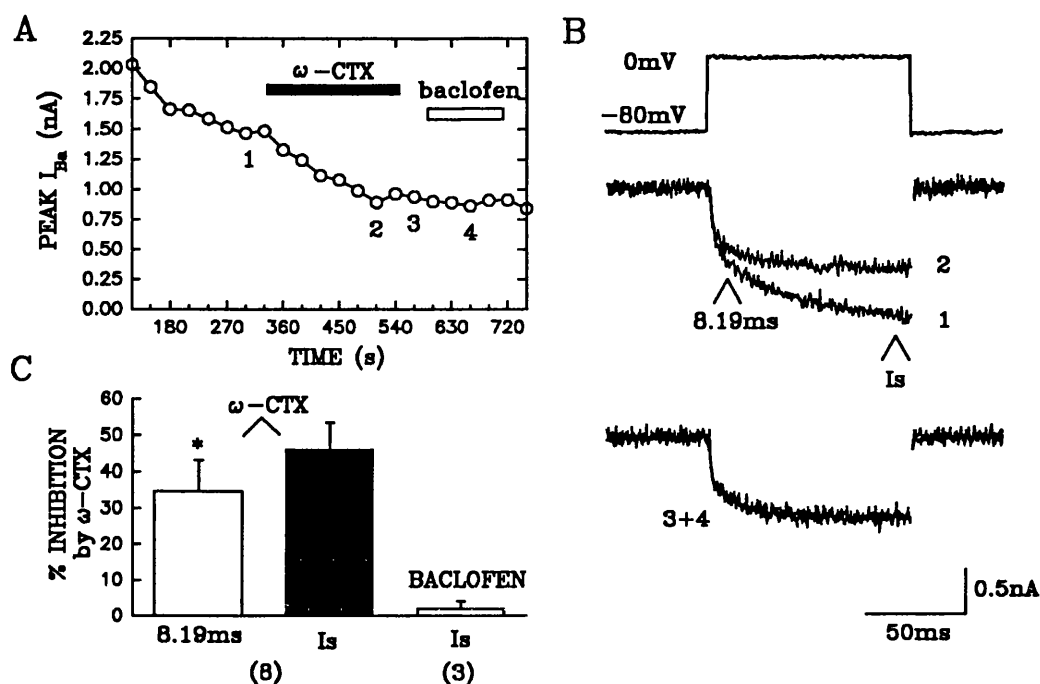 A
PEAK I_Ba (nA)
2.25
2.00
1.75
1.50
1.25
1.00
0.75
0.50
0.25
0.00
ω-CTX
baclofen
1
2
3
4
180 270 360 450 540 630 720
TIME (s)
B
0mV
-80mV
2
8.19ms
1
Is
3+4
0.5nA
50ms
C
% INHIBITION
by ω-CTX
60
50
40
30
20
10
0
ω-CTX
*
BACLOFEN
8.19ms Is Is
(8) (3)